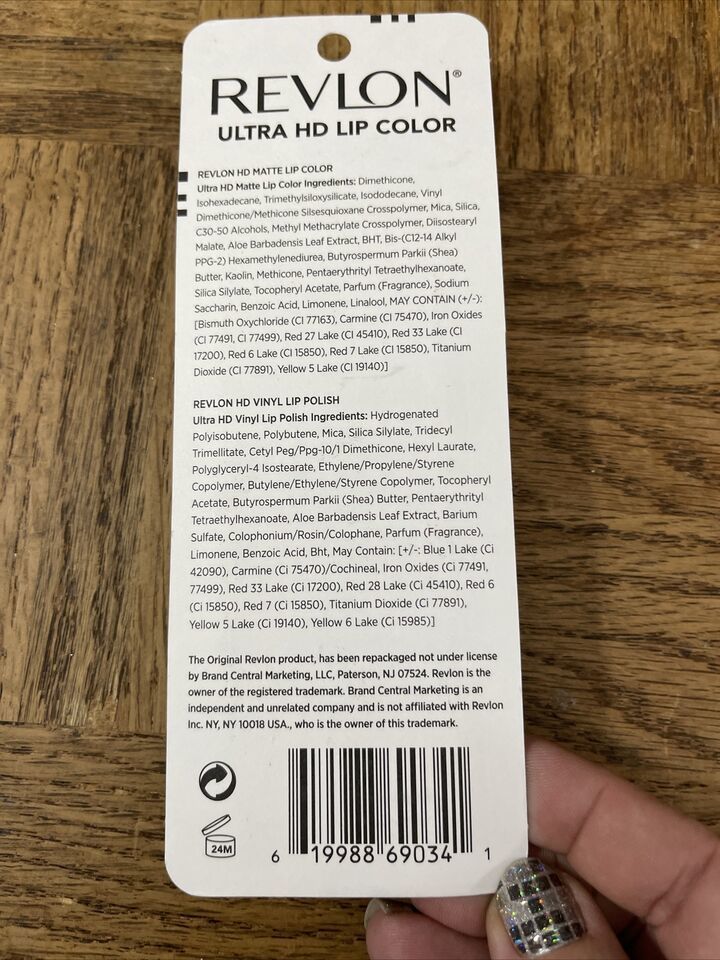 REVLON®
ULTRA HD LIP COLOR
REVLON HD MATTE LIP COLOR
Ultra HD Matte Lip Color Ingredients: Dimethicone,
Isohexadecane, Trimethylsiloxysilicate, Isododecane, Vinyl
Dimethicone/Methicone Silsesquioxane Crosspolymer, Mica, Silica,
C30-50 Alcohols, Methyl Methacrylate Crosspolymer, Diisostearyl
Malate, Aloe Barbadensis Leaf Extract, BHT, Bis-(C12-14 Alkyl
PPG-2) Hexamethylenediurea, Butyrospermum Parkii (Shea)
Butter, Kaolin, Methicone, Pentaerythrityl Tetraethylhexanoate,
Silica Silylate, Tocopheryl Acetate, Parfum (Fragrance), Sodium
Saccharin, Benzoic Acid, Limonene, Linalool, MAY CONTAIN (+/-):
[Bismuth Oxychloride (CI 77163), Carmine (CI 75470), Iron Oxides
(CI 77491, CI 77499), Red 27 Lake (CI 45410), Red 33 Lake (CI
17200), Red 6 Lake (CI 15850), Red 7 Lake (CI 15850), Titanium
Dioxide (CI 77891), Yellow 5 Lake (CI 19140)]
REVLON HD VINYL LIP POLISH
Ultra HD Vinyl Lip Polish Ingredients: Hydrogenated
Polyisobutene, Polybutene, Mica, Silica Silylate, Tridecyl
Trimellitate, Cetyl Peg/Ppg-10/1 Dimethicone, Hexyl Laurate,
Polyglyceryl-4 Isostearate, Ethylene/Propylene/Styrene
Copolymer, Butylene/Ethylene/Styrene Copolymer, Tocopheryl
Acetate, Butyrospermum Parkii (Shea) Butter, Pentaerythrityl
Tetraethylhexanoate, Aloe Barbadensis Leaf Extract, Barium
Sulfate, Colophonium/Rosin/Colophane, Parfum (Fragrance),
Limonene, Benzoic Acid, Bht, May Contain: [+/-: Blue 1 Lake (Ci
42090), Carmine (Ci 75470)/Cochineal, Iron Oxides (Ci 77491,
77499), Red 33 Lake (Ci 17200), Red 28 Lake (Ci 45410), Red 6
(Ci 15850), Red 7 (Ci 15850), Titanium Dioxide (Ci 77891),
Yellow 5 Lake (Ci 19140), Yellow 6 Lake (Ci 15985)]
The Original Revlon product, has been repackaged not under license
by Brand Central Marketing, LLC, Paterson, NJ 07524. Revlon is the
owner of the registered trademark. Brand Central Marketing is an
independent and unrelated company and is not affiliated with Revlon
Inc. NY, NY 10018 USA., who is the owner of this trademark.
24M
6 19988 69034 1